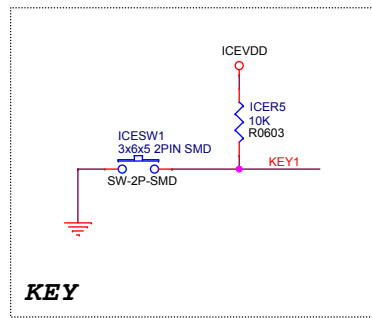 ICEVDD
ICER5
10K
R0603
ICESW1
3x6x5 2PIN SMD
KEY1
SW-2P-SMD
KEY